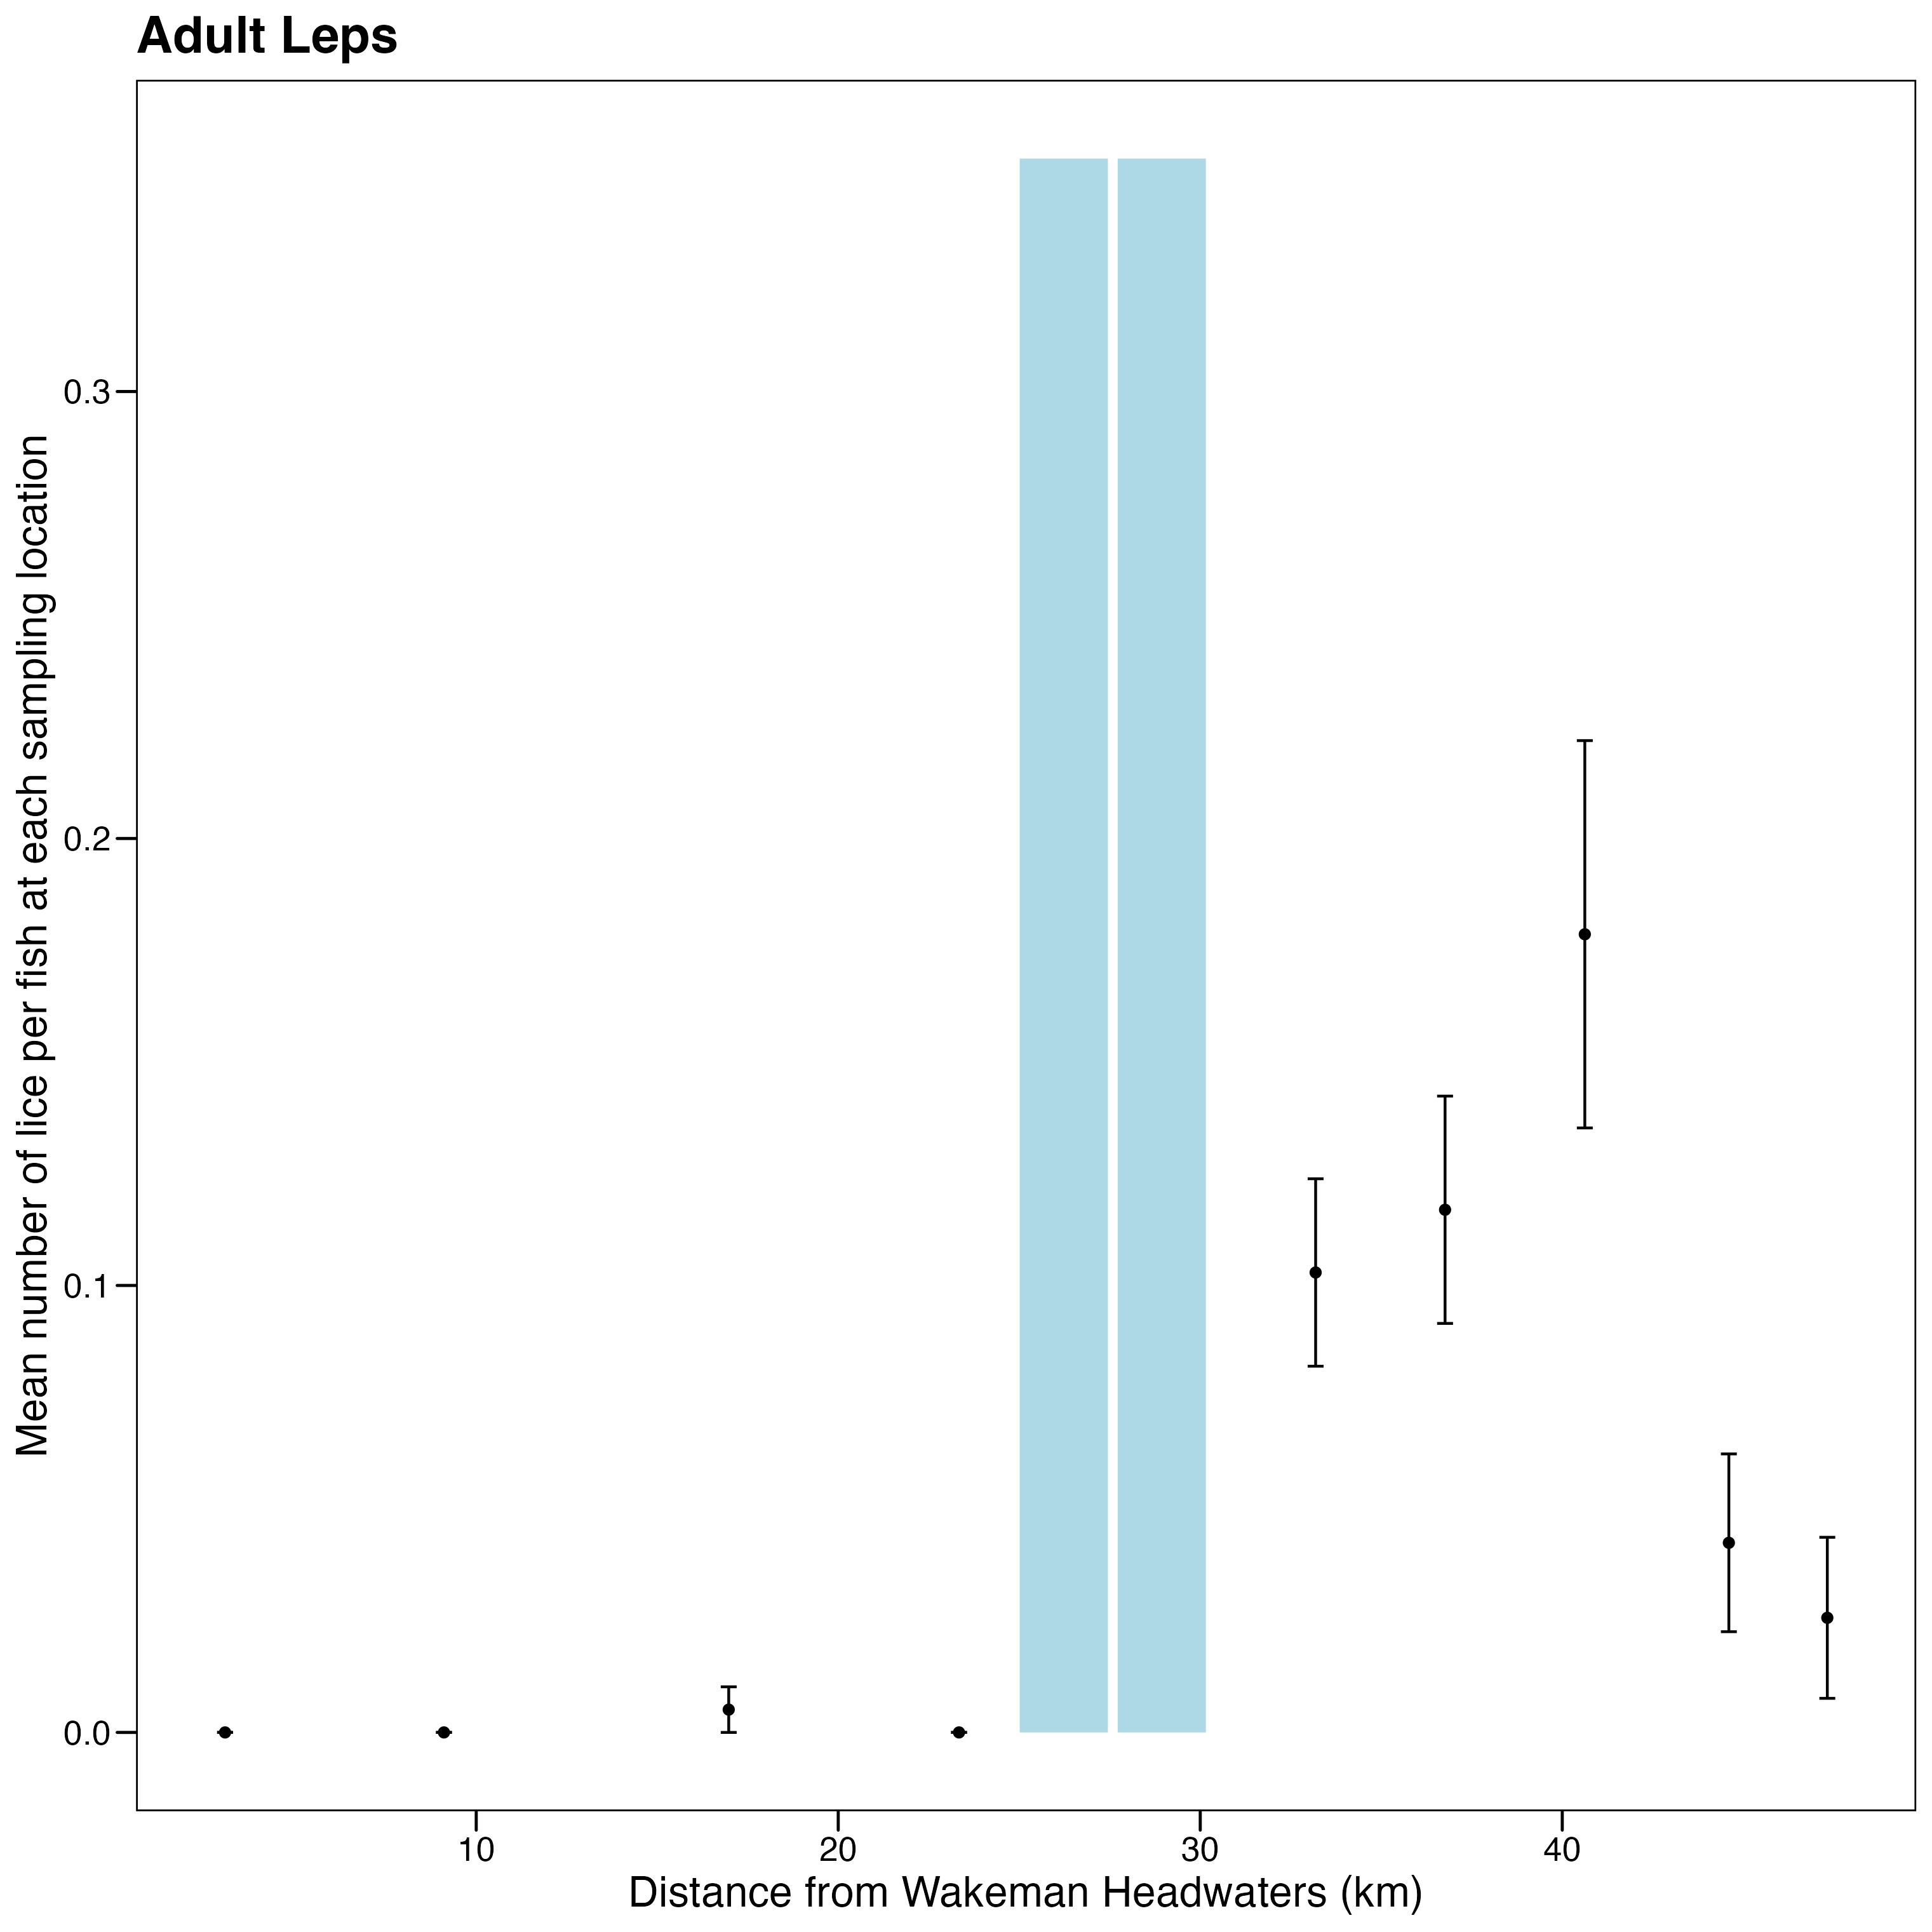 Adult Leps
Mean number of lice per fish at each sampling location
0.3
0.2
0.1
0.0
10 20 30 40
Distance from Wakeman Headwaters (km)